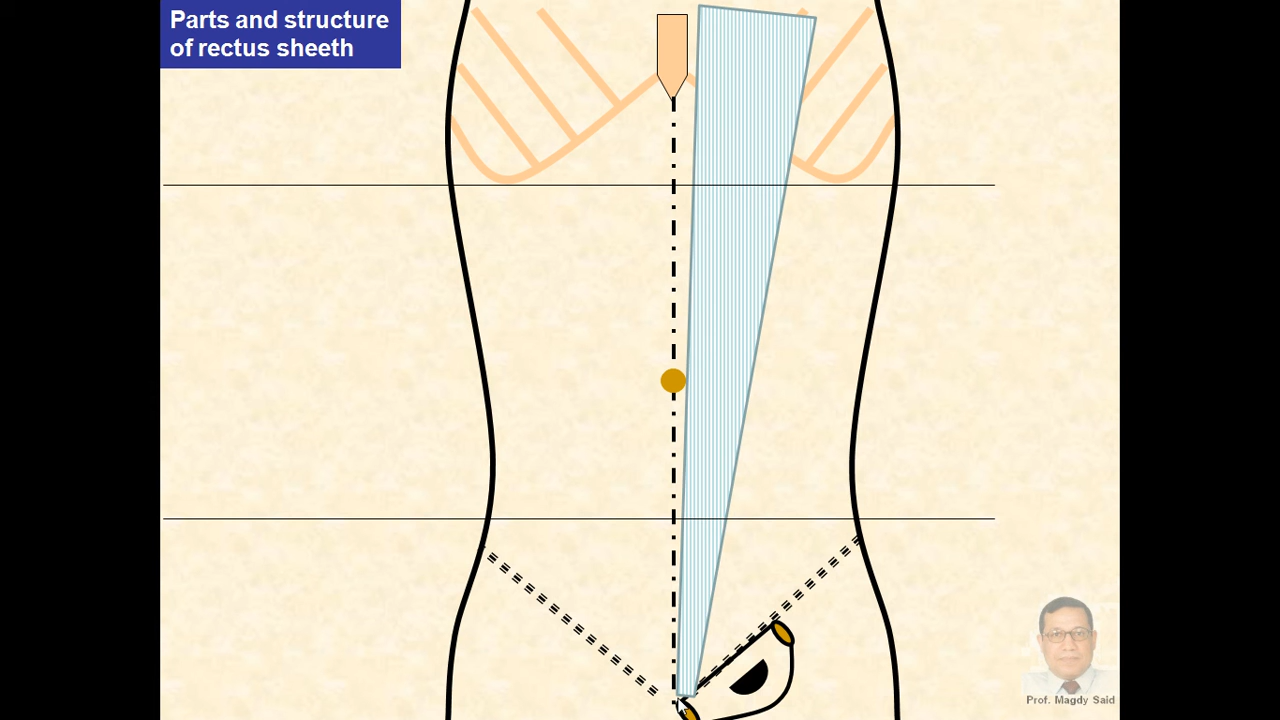 Parts and structure
of rectus sheeth
Prof. Magdy Said